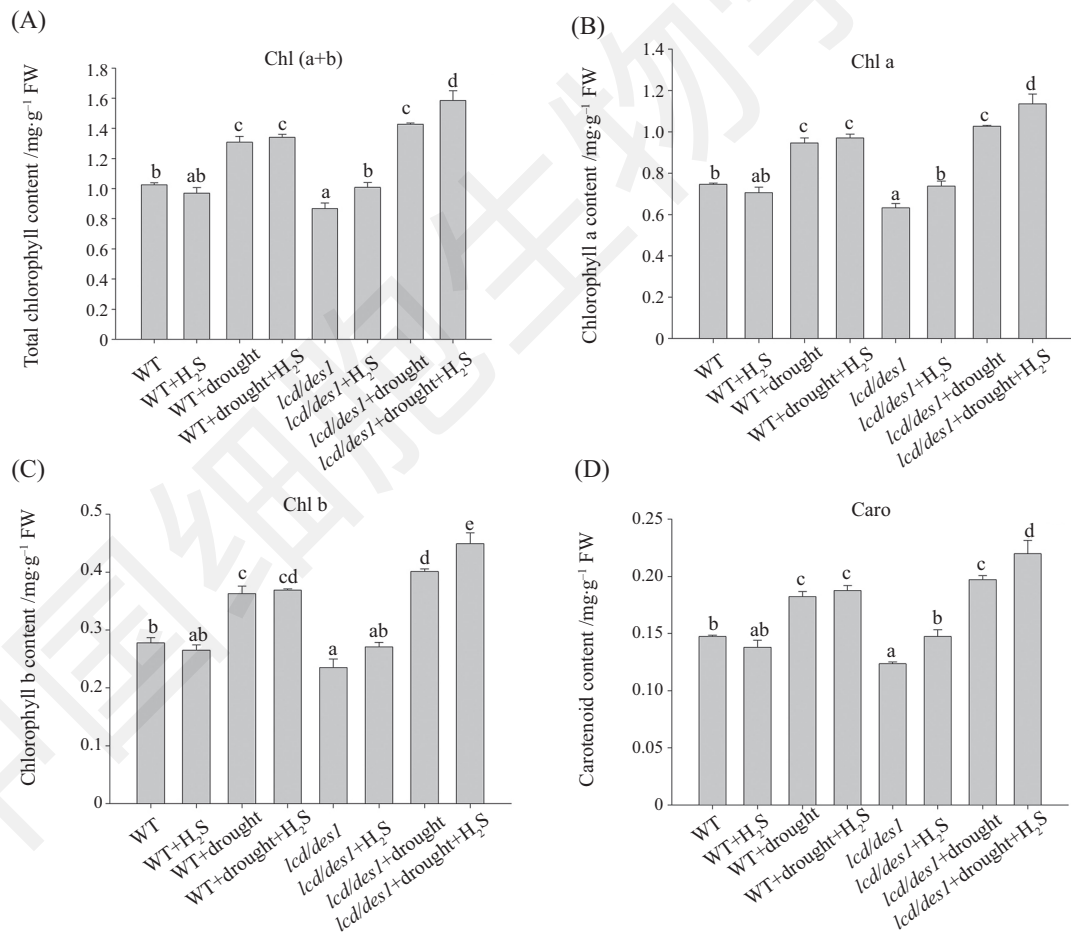 (A)
Chl (a+b)
Total chlorophyll content /mg·g⁻¹ FW
1.8
1.6
1.4
1.2
1.0
0.8
0.6
0.4
0.2
0
b
ab
c
c
a
b
c
d
WT
WT+H₂S
WT+drought
WT+drought+H₂S
lcd/des1
lcd/des1+H₂S
lcd/des1+drought
lcd/des1+drought+H₂S
(B)
Chl a
Chlorophyll a content /mg·g⁻¹ FW
1.4
1.2
1.0
0.8
0.6
0.4
0.2
0
b
ab
c
c
a
b
c
d
WT
WT+H₂S
WT+drought
WT+drought+H₂S
lcd/des1
lcd/des1+H₂S
lcd/des1+drought
lcd/des1+drought+H₂S
(C)
Chl b
Chlorophyll b content /mg·g⁻¹ FW
0.5
0.4
0.3
0.2
0.1
0
b
ab
c
cd
a
ab
d
e
WT
WT+H₂S
WT+drought
WT+drought+H₂S
lcd/des1
lcd/des1+H₂S
lcd/des1+drought
lcd/des1+drought+H₂S
(D)
Caro
Carotenoid content /mg·g⁻¹ FW
0.25
0.20
0.15
0.10
0.05
0
b
ab
c
c
a
b
c
d
WT
WT+H₂S
WT+drought
WT+drought+H₂S
lcd/des1
lcd/des1+H₂S
lcd/des1+drought
lcd/des1+drought+H₂S
中国细胞生物学